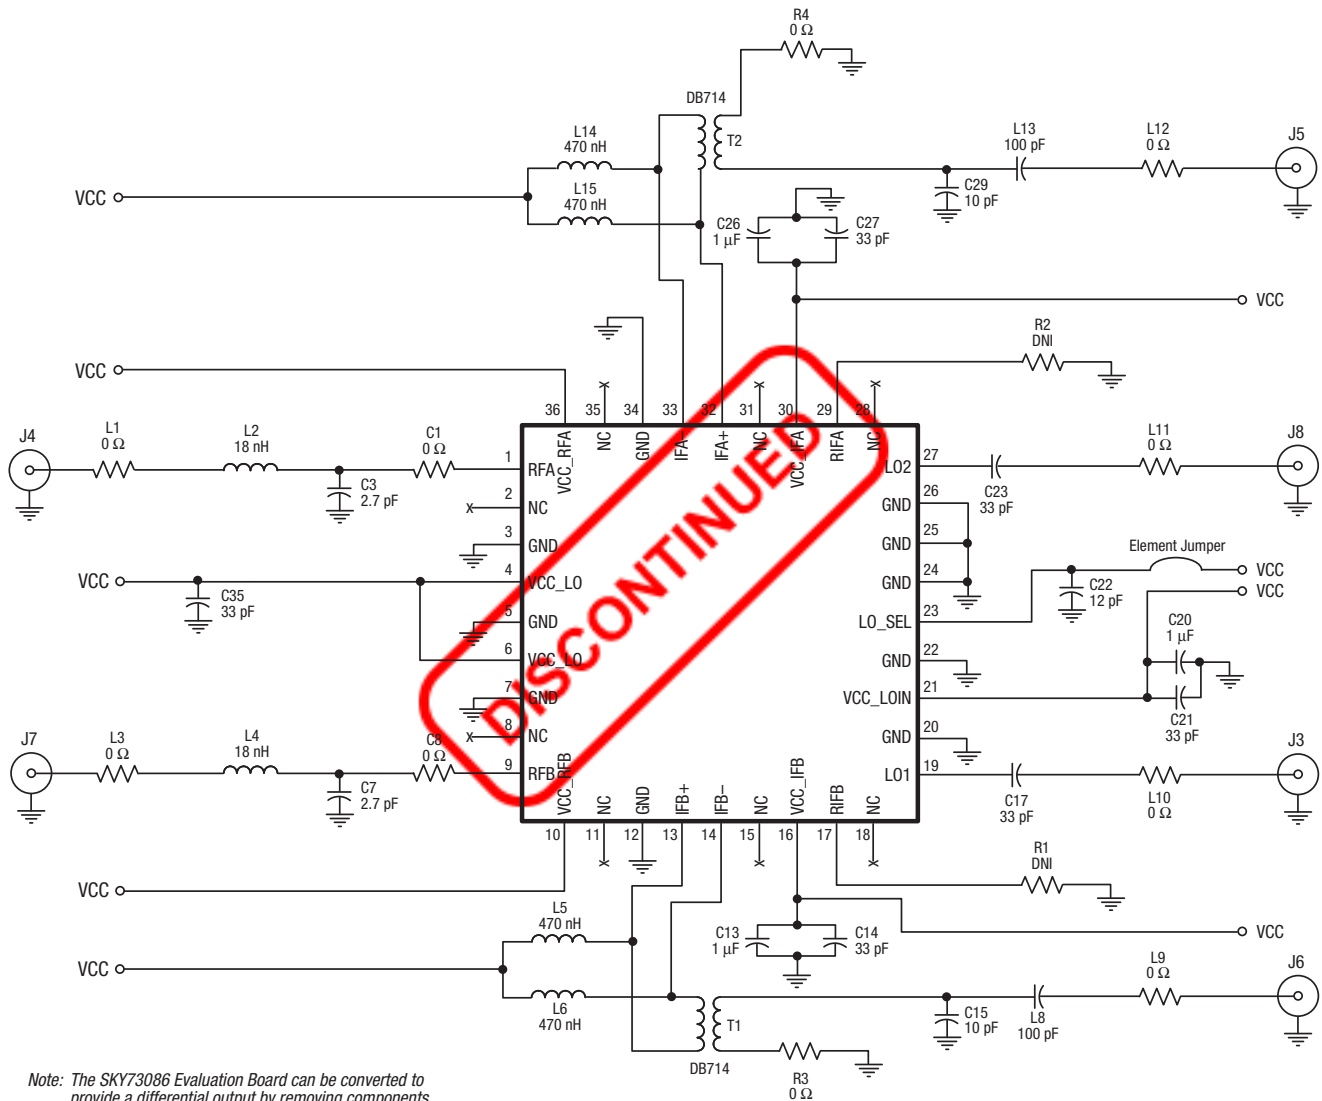 R4
0 Ω
DB714
T2
L14
470 nH
L15
470 nH
VCC
L13
100 pF
L12
0 Ω
J5
C29
10 pF
C26
1 μF
C27
33 pF
VCC
R2
DNI
VCC
36
35
34
33
32
31
30
29
28
VCC_RFA
NC
GND
IFA-
IFA+
NC
VCC_IFA
RIFA
NC
J4
L1
0 Ω
L2
18 nH
C3
2.7 pF
C1
0 Ω
1
RFA
2
NC
x
3
GND
4
VCC_LO
5
GND
6
VCC_LO
7
GND
8
NC
x
9
RFB
VCC
C35
33 pF
J7
L3
0 Ω
L4
18 nH
C7
2.7 pF
C8
0 Ω
DISCONTINUED
LO2
27
GND
26
GND
25
GND
24
LO_SEL
23
GND
22
VCC_LOIN
21
GND
20
LO1
19
C23
33 pF
L11
0 Ω
J8
Element Jumper
VCC
VCC
C22
12 pF
C20
1 μF
C21
33 pF
C17
33 pF
L10
0 Ω
J3
VCC_RFB
NC
GND
IFB+
IFB-
NC
VCC_IFB
RIFB
NC
10
11
12
13
14
15
16
17
18
x
x
x
R1
DNI
VCC
L5
470 nH
L6
470 nH
VCC
C13
1 μF
C14
33 pF
VCC
T1
DB714
R3
0 Ω
C15
10 pF
L8
100 pF
L9
0 Ω
J6
Note: The SKY73086 Evaluation Board can be converted to
provide a differential output by removing components